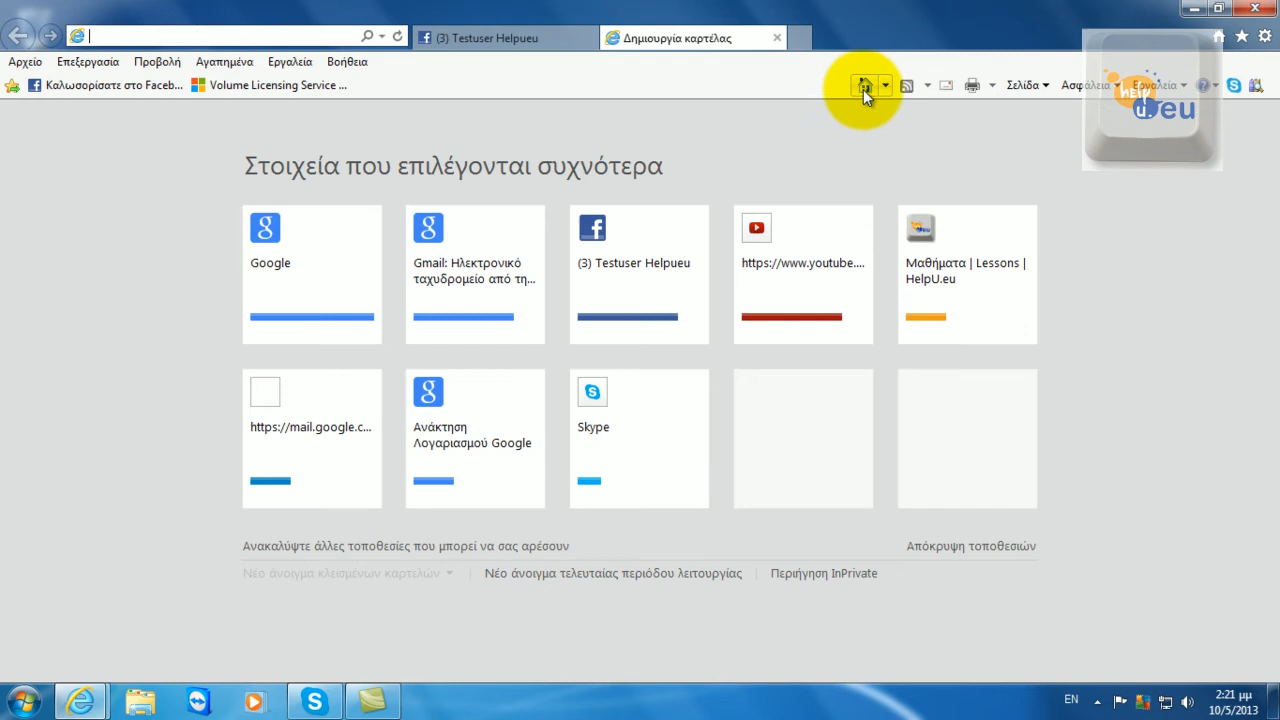 (3) Testuser Helpueu
Δημιουργία καρτέλας
Αρχείο Επεξεργασία Προβολή Αγαπημένα Εργαλεία Βοήθεια
Καλωσορίσατε στο Faceb... Volume Licensing Service ... Σελίδα Ασφάλεια Εργαλεία
help u. .eu
Στοιχεία που επιλέγονται συχνότερα
Google
Gmail: Ηλεκτρονικό
ταχυδρομείο από τη...
(3) Testuser Helpueu
https://www.youtube....
Μαθήματα | Lessons |
HelpU.eu
https://mail.google.c...
Ανάκτηση
Λογαριασμού Google
Skype
Ανακαλύψτε άλλες τοποθεσίες που μπορεί να σας αρέσουν
Απόκρυψη τοποθεσιών
Νέο άνοιγμα κλεισμένων καρτελών | Νέο άνοιγμα τελευταίας περιόδου λειτουργίας | Περιήγηση InPrivate
EN
2:21 μμ
10/5/2013